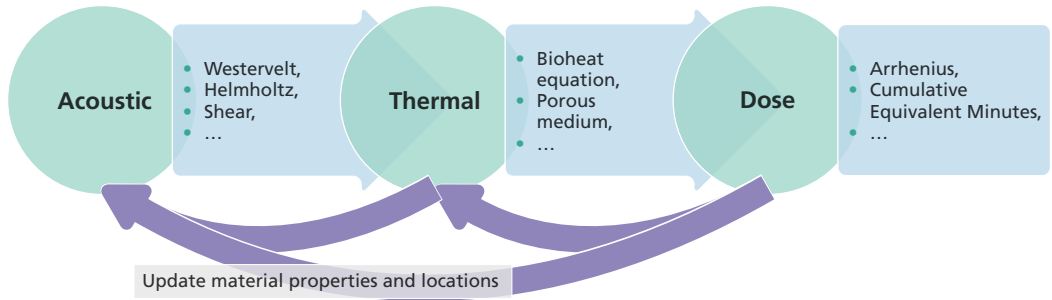 Acoustic
• Westervelt,
• Helmholtz,
• Shear,
• …
Thermal
• Bioheat
equation,
• Porous
medium,
• …
Dose
• Arrhenius,
• Cumulative
Equivalent Minutes,
• …
Update material properties and locations